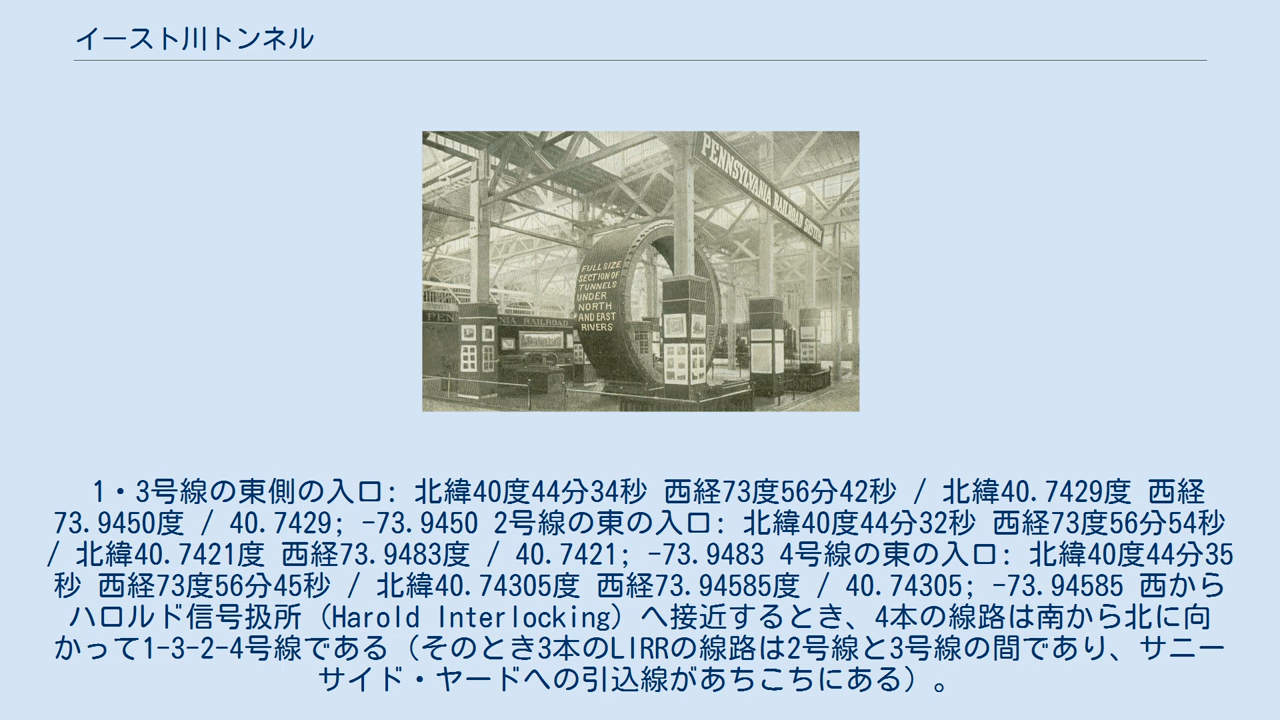 イースト川トンネル
PENNSYLVANIA RAILROAD SYSTEM
FULL SIZE
SECTION OF
TUNNELS
UNDER
NORTH
AND EAST
RIVERS
PEN NIA RAILROAD
1・3号線の東側の入口: 北緯40度44分34秒 西経73度56分42秒 / 北緯40.7429度 西経
73.9450度 / 40.7429; -73.9450 2号線の東の入口: 北緯40度44分32秒 西経73度56分54秒
/ 北緯40.7421度 西経73.9483度 / 40.7421; -73.9483 4号線の東の入口: 北緯40度44分35
秒 西経73度56分45秒 / 北緯40.74305度 西経73.94585度 / 40.74305; -73.94585 西から
ハロルド信号扱所（Harold Interlocking）へ接近するとき、4本の線路は南から北に向
かって1-3-2-4号線である（そのとき3本のLIRRの線路は2号線と3号線の間であり、サニー
サイド・ヤードへの引込線があちこちにある）。